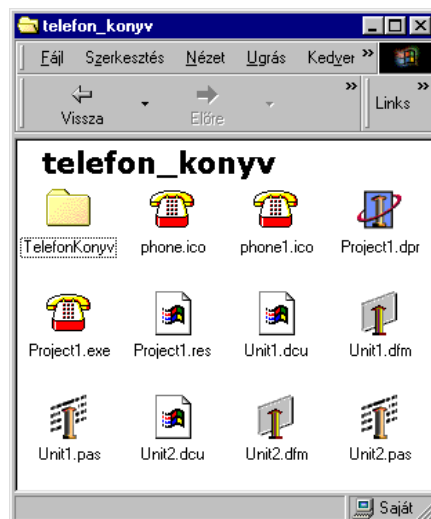 telefon_konyv
Fájl Szerkesztés Nézet Ugrás Kedver »
Vissza Előre » Links »
telefon_konyv
TelefonKonyv phone.ico phone1.ico Project1.dpr
Project1.exe Project1.res Unit1.dcu Unit1.dfm
Unit1.pas Unit2.dcu Unit2.dfm Unit2.pas
Saját